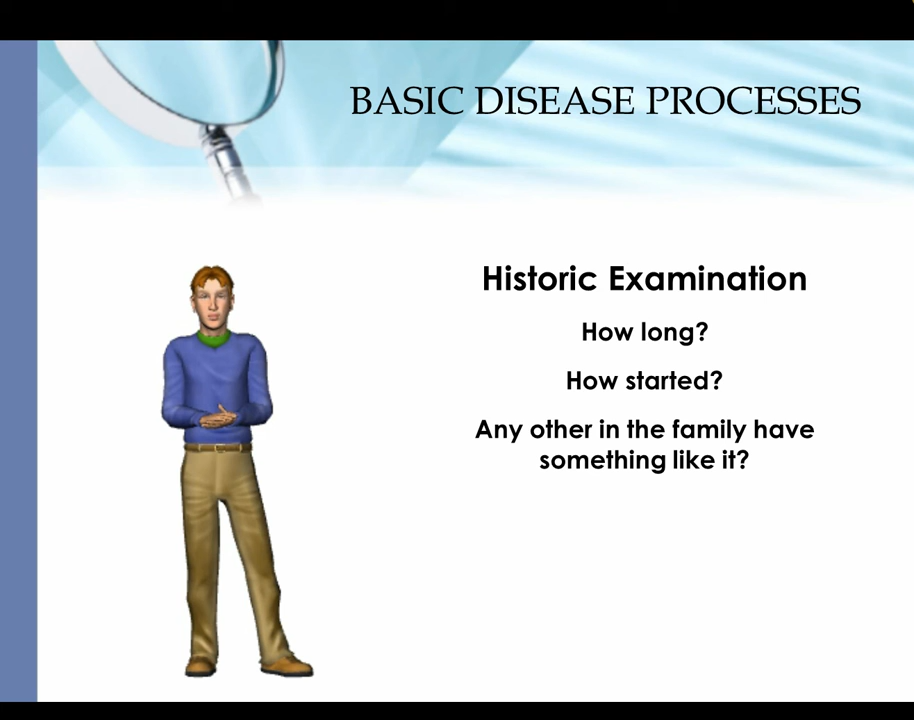 BASIC DISEASE PROCESSES
Historic Examination
How long?
How started?
Any other in the family have
something like it?